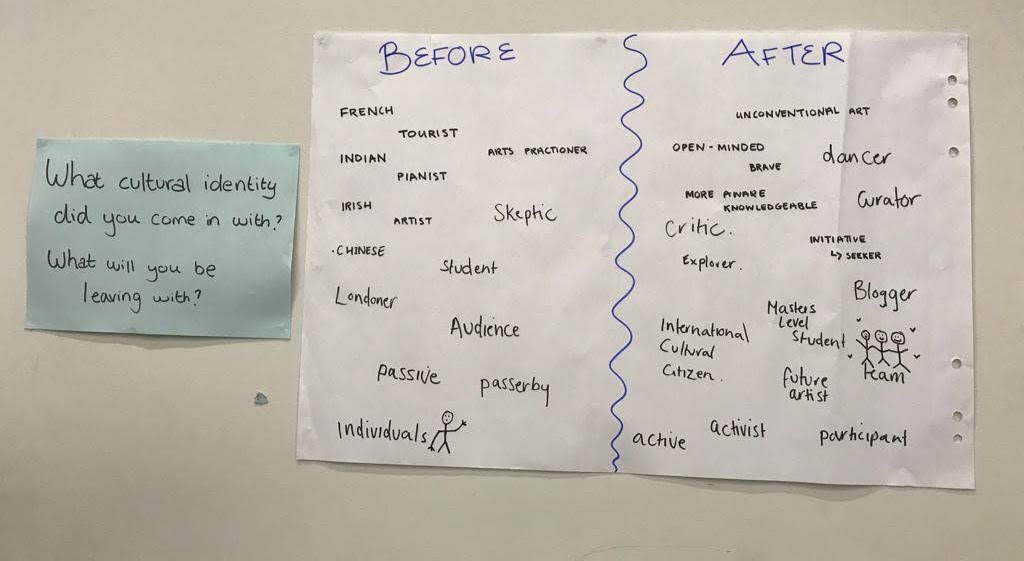 What cultural identity
did you come in with?
What will you be
leaving with?
BEFORE
FRENCH
TOURIST
INDIAN
ARTS PRACTIONER
PIANIST
IRISH
ARTIST
Skeptic
.CHINESE
Student
Londoner
Audience
passive
passerby
Individuals
AFTER
UNCONVENTIONAL ART
OPEN-MINDED
BRAVE
dancer
MORE AWARE
KNOWLEDGEABLE
Curator
Critic.
Explorer.
INITIATIVE
↳ SEEKER
Blogger
International
Cultural
Citizen.
Masters
Level
Student
team
future
artist
active
activist
participant